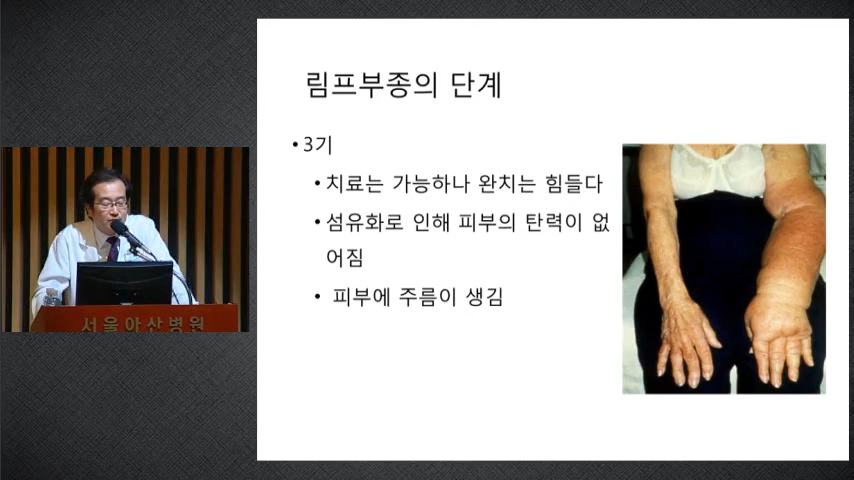 림프부종의 단계
• 3기
• 치료는 가능하나 완치는 힘들다
• 섬유화로 인해 피부의 탄력이 없
어짐
• 피부에 주름이 생김
서울아산병원